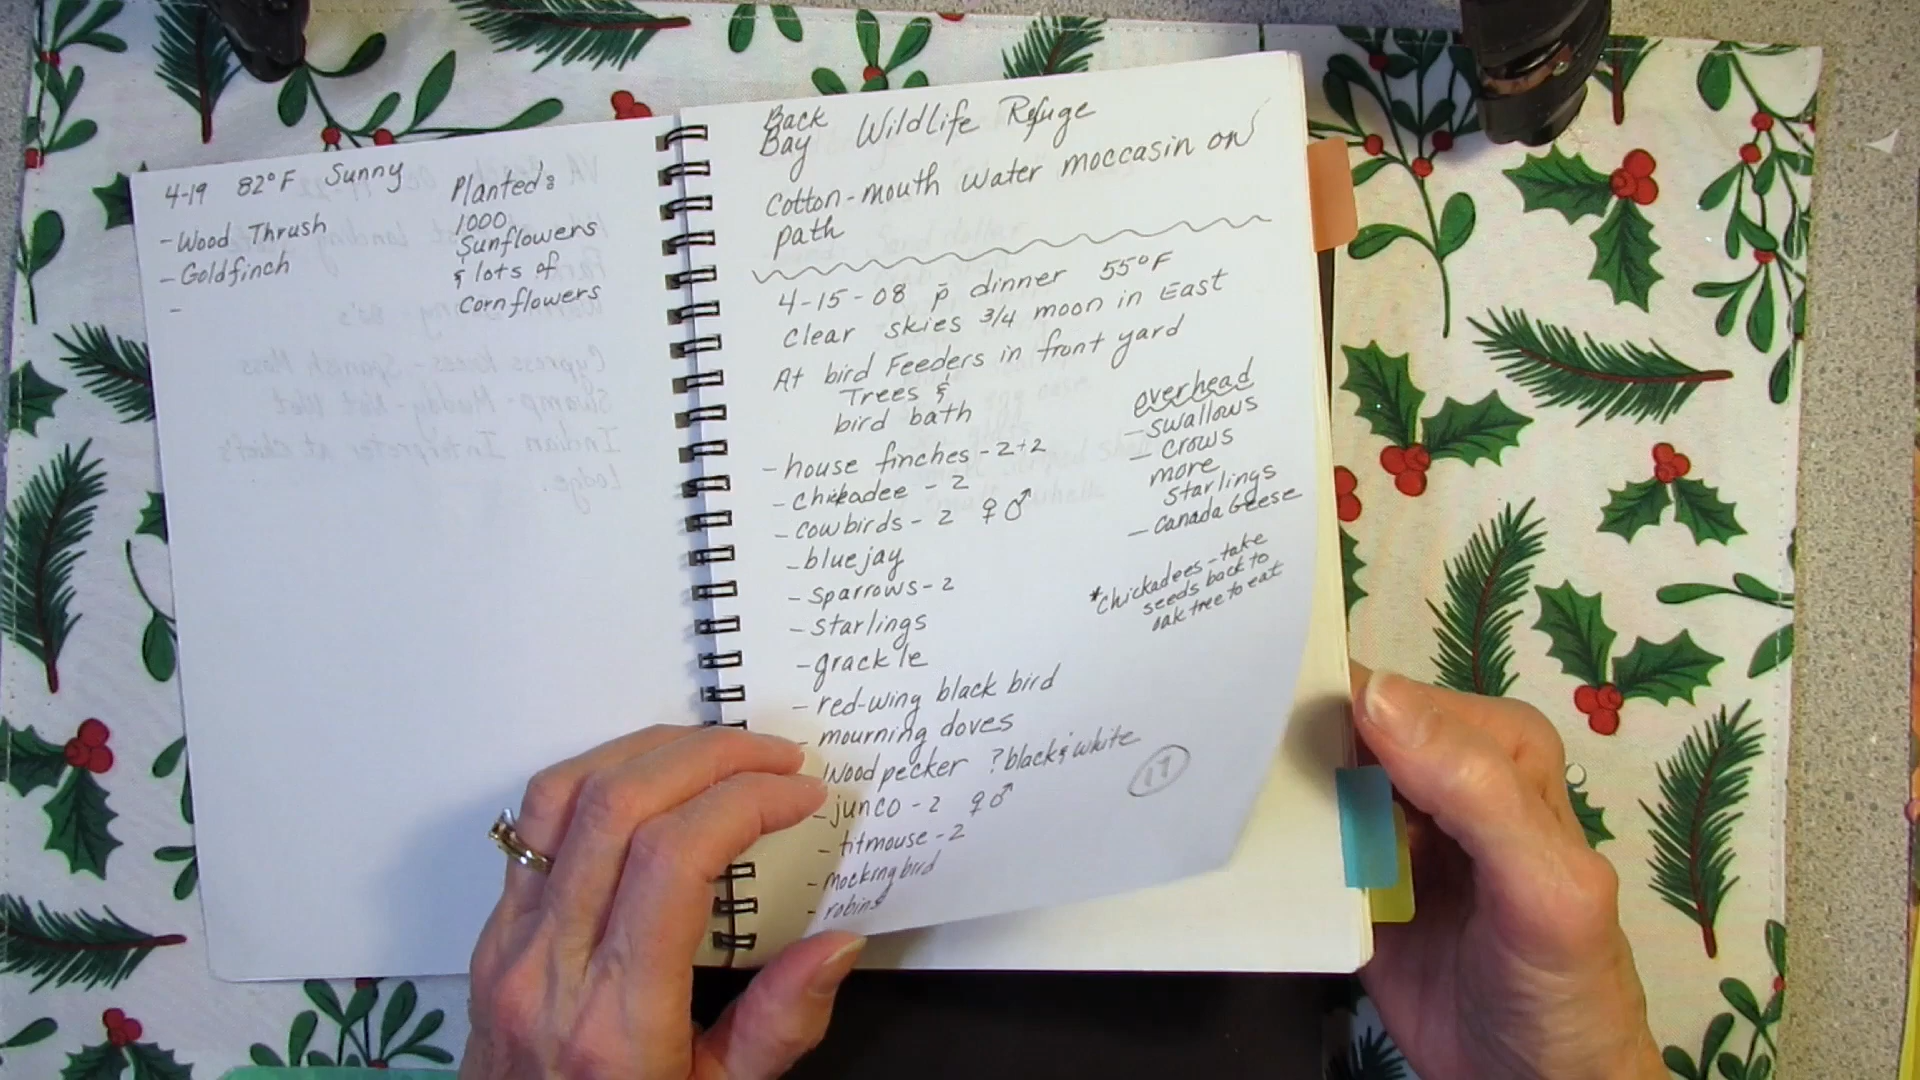 4-19 82°F Sunny
- Wood Thrush
- Goldfinch
-
Planted:
1000
Sunflowers
& lots of
Cornflowers
Back
Bay Wildlife Refuge
Cotton-mouth Water moccasin on
path
4-15-08 p̄ dinner 55°F
Clear skies 3/4 moon in East
At bird Feeders in front yard
Trees &
bird bath
- house finches - 2+2
- chickadee - 2
- cowbirds - 2 ♀ ♂
- bluejay
- sparrows - 2
- starlings
- grackle
- red-wing black bird
- mourning doves
Woodpecker ? black & white
- junco - 2 ♀ ♂
- titmouse - 2
- mockingbird
- robins
overhead
- swallows
- crows
more
starlings
- Canada Geese
*Chickadees - take
seeds back to
oak tree to eat
17